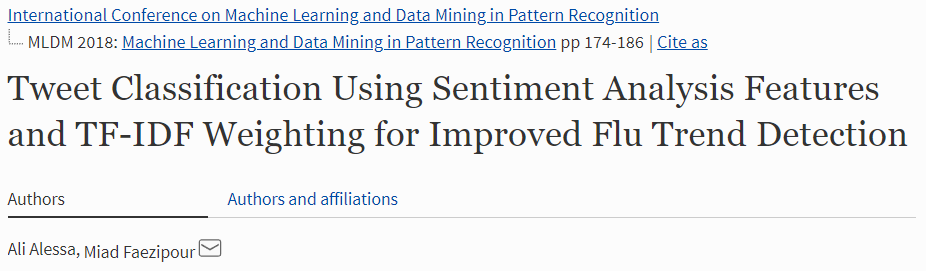 International Conference on Machine Learning and Data Mining in Pattern Recognition
MLDM 2018: Machine Learning and Data Mining in Pattern Recognition pp 174-186 | Cite as
Tweet Classification Using Sentiment Analysis Features
and TF-IDF Weighting for Improved Flu Trend Detection
Authors
Authors and affiliations
Ali Alessa, Miad Faezipour